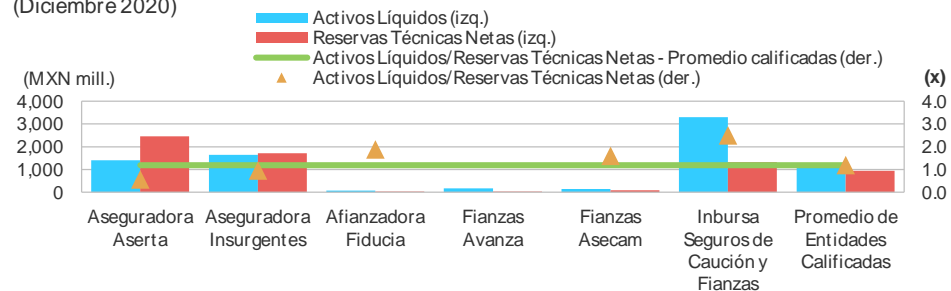 (Diciembre 2020)
Activos Líquidos (izq.)
Reservas Técnicas Netas (izq.)
Activos Líquidos/Reservas Técnicas Netas - Promedio calificadas (der.)
Activos Líquidos/Reservas Técnicas Netas (der.)
(MXN mill.)
(x)
4,000
3,000
2,000
1,000
0
4.0
3.0
2.0
1.0
0.0
Aseguradora
Aserta
Aseguradora
Insurgentes
Afianzadora
Fiducia
Fianzas
Avanza
Fianzas
Asecam
Inbursa
Seguros de
Caución y
Fianzas
Promedio de
Entidades
Calificadas